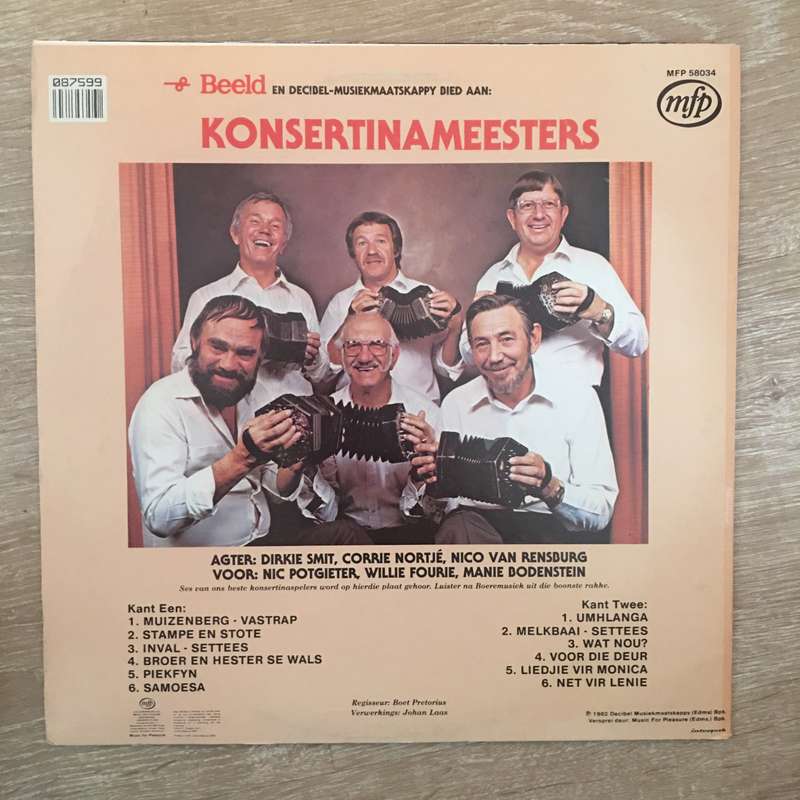 087599
Beeld EN DECIBEL-MUSIEKMAATSKAPPY BIED AAN:
MFP 58034
mfp
KONSERTINAMEESTERS
AGTER: DIRKIE SMIT, CORRIE NORTJÉ, NICO VAN RENSBURG
VOOR: NIC POTGIETER, WILLIE FOURIE, MANIE BODENSTEIN
Ses van ons beste konsertinaspelers word op hierdie plaat gehoor. Luister na Boeremusiek uit die boonste rakke.
Kant Een:
1. MUIZENBERG - VASTRAP
2. STAMPE EN STOTE
3. INVAL - SETTEES
4. BROER EN HESTER SE WALS
5. PIEKFYN
6. SAMOESA
Kant Twee:
1. UMHLANGA
2. MELKBAAI - SETTEES
3. WAT NOU?
4. VOOR DIE DEUR
5. LIEDJIE VIR MONICA
6. NET VIR LENIE
Regisseur: Boet Pretorius
Verwerkings: Johan Laas
mfp
Music for Pleasure
℗ 1982 Decibel Musiekmaatskappy (Edms) Bpk.
Versprei deur: Music For Pleasure (Edms.) Bpk.